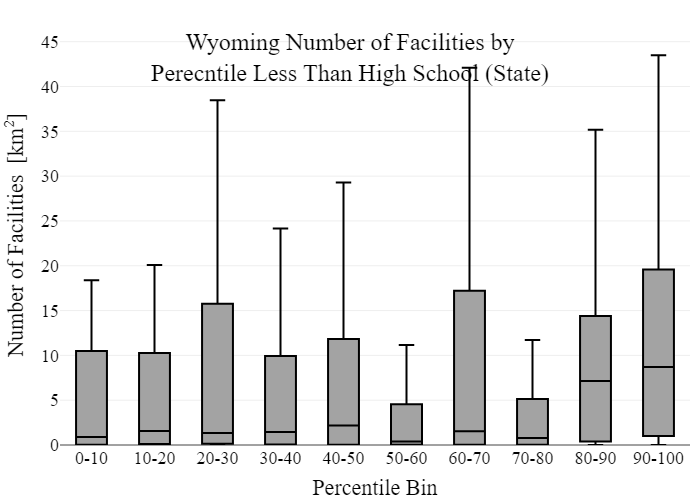 Wyoming Number of Facilities by
Perecntile Less Than High School (State)
Number of Facilities [km²]
45
40
35
30
25
20
15
10
5
0
0-10 10-20 20-30 30-40 40-50 50-60 60-70 70-80 80-90 90-100
Percentile Bin